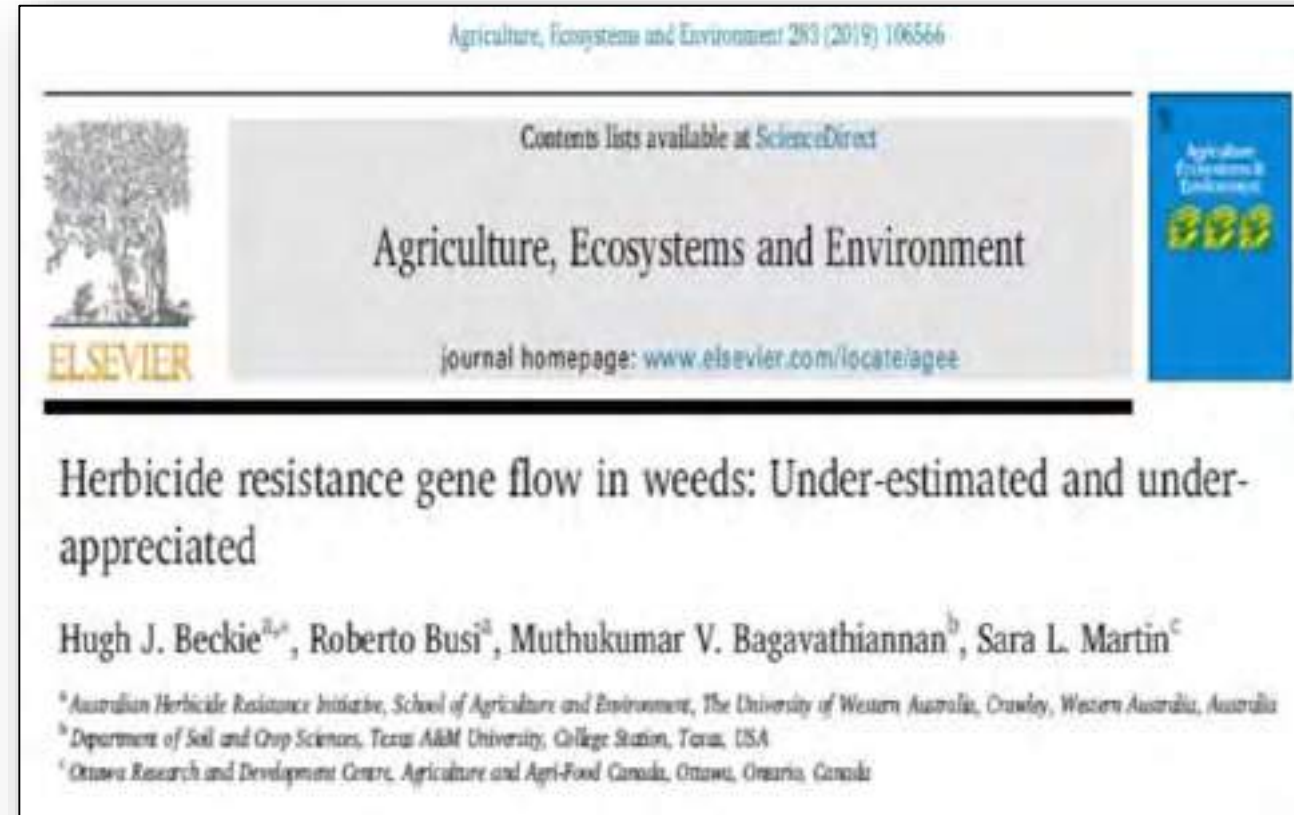 Agriculture, Ecosystems and Environment 283 (2019) 106566
Contents lists available at ScienceDirect
Agriculture, Ecosystems and Environment
journal homepage: www.elsevier.com/locate/agee
ELSEVIER
Agriculture
Ecosystems &
Environment
Herbicide resistance gene flow in weeds: Under-estimated and under-
appreciated
Hugh J. Beckie a,*, Roberto Busi a, Muthukumar V. Bagavathiannan b, Sara L. Martin c
a Australian Herbicide Resistance Initiative, School of Agriculture and Environment, The University of Western Australia, Crawley, Western Australia, Australia
b Department of Soil and Crop Sciences, Texas A&M University, College Station, Texas, USA
c Ottawa Research and Development Centre, Agriculture and Agri-Food Canada, Ottawa, Ontario, Canada